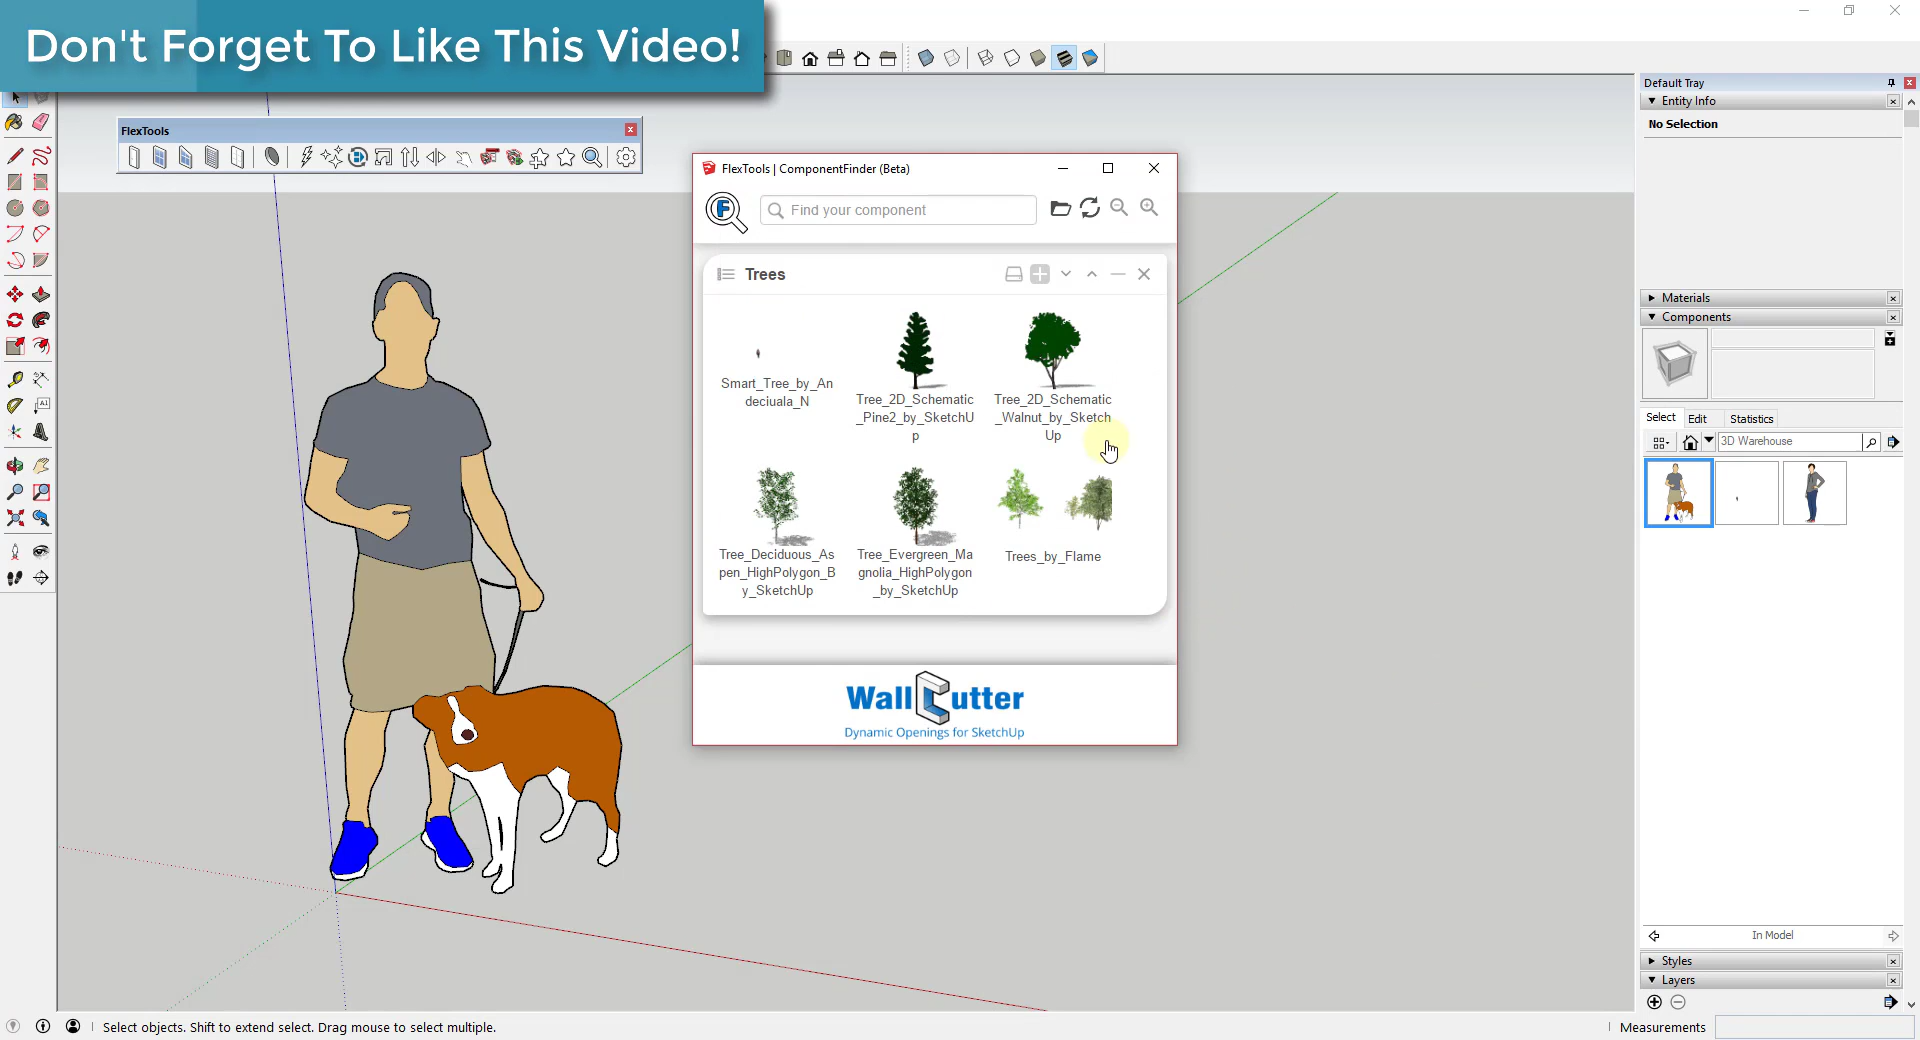 Don't Forget To Like This Video!
FlexTools
FlexTools | ComponentFinder (Beta)
Find your component
Trees
Smart_Tree_by_An
deciuala_N
Tree_2D_Schematic
_Pine2_by_SketchU
p
Tree_2D_Schematic
_Walnut_by_Sketch
Up
Tree_Deciduous_As
pen_HighPolygon_B
y_SketchUp
Tree_Evergreen_Ma
gnolia_HighPolygon
_by_SketchUp
Trees_by_Flame
WallCutter
Dynamic Openings for SketchUp
Default Tray
Entity Info
No Selection
Materials
Components
Select
Edit
Statistics
3D Warehouse
In Model
Styles
Layers
Select objects. Shift to extend select. Drag mouse to select multiple.
Measurements